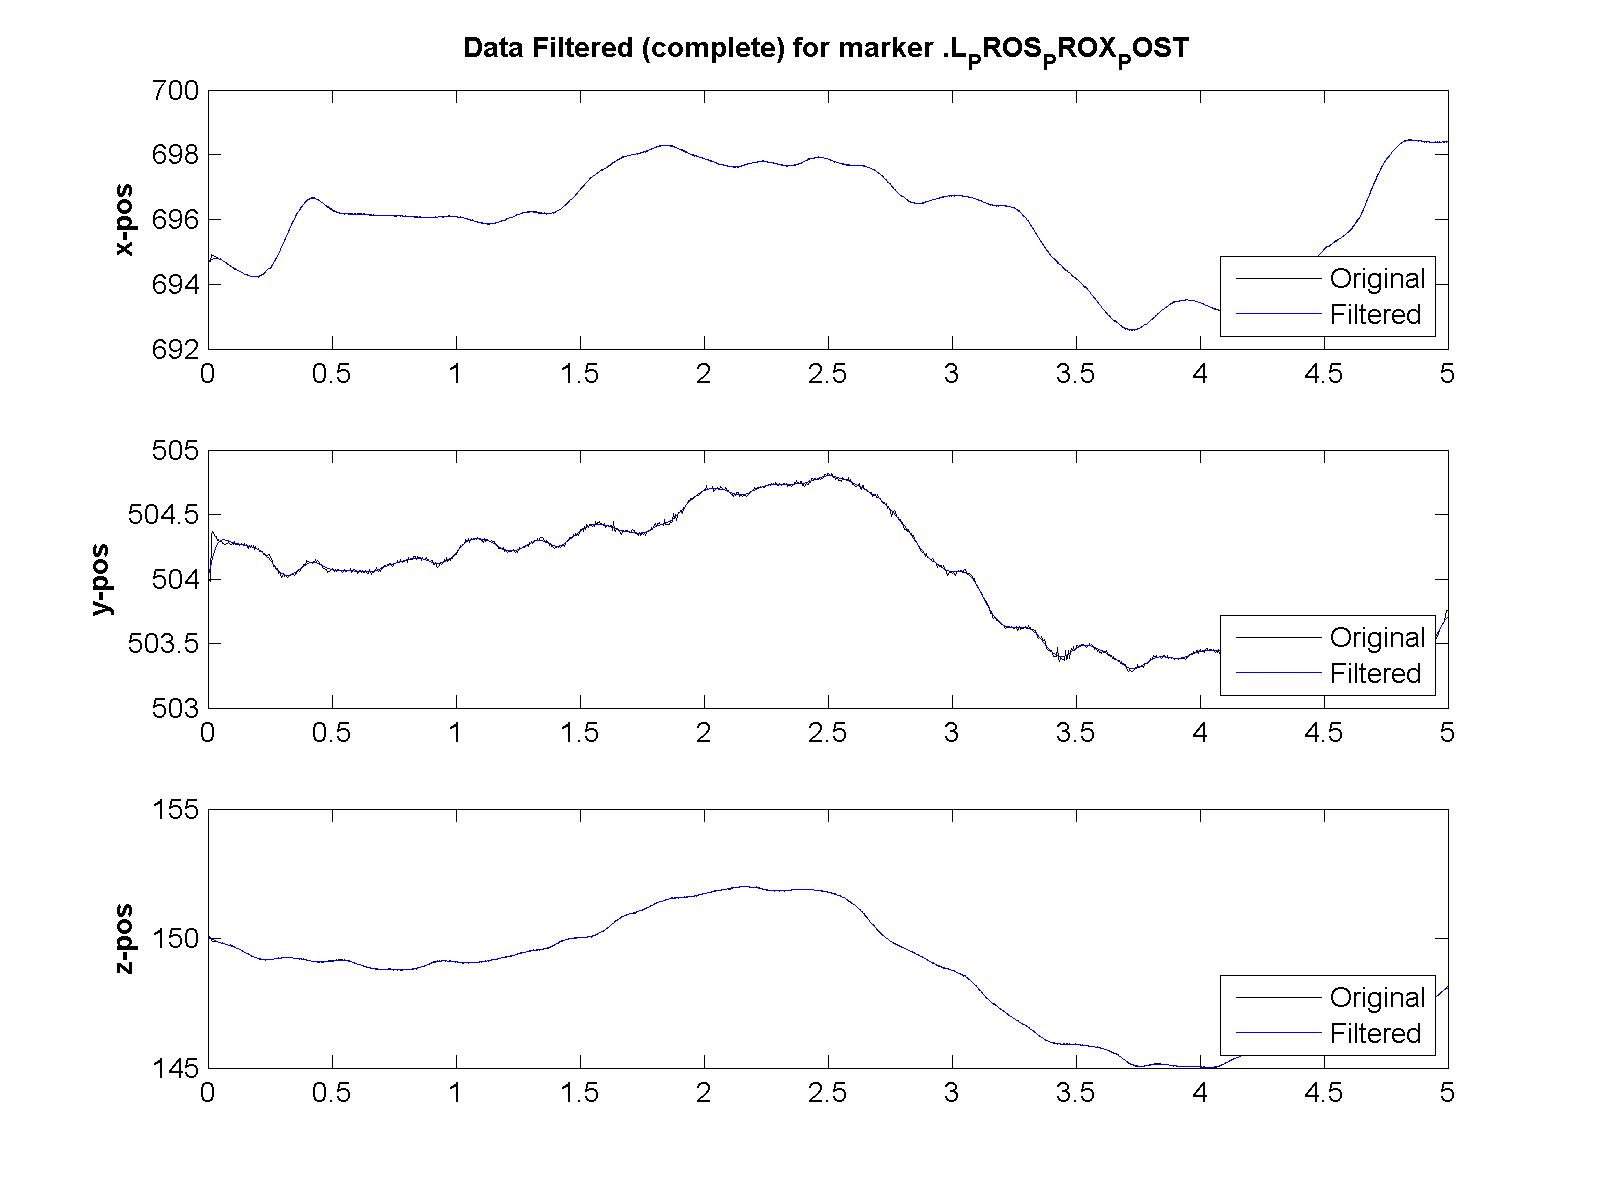 Data Filtered (complete) for marker .LPROSPROXPOST
700
698
696
694
692
x-pos
Original
Filtered
0 0.5 1 1.5 2 2.5 3 3.5 4 4.5 5
505
504.5
504
503.5
503
y-pos
Original
Filtered
0 0.5 1 1.5 2 2.5 3 3.5 4 4.5 5
155
150
145
z-pos
Original
Filtered
0 0.5 1 1.5 2 2.5 3 3.5 4 4.5 5